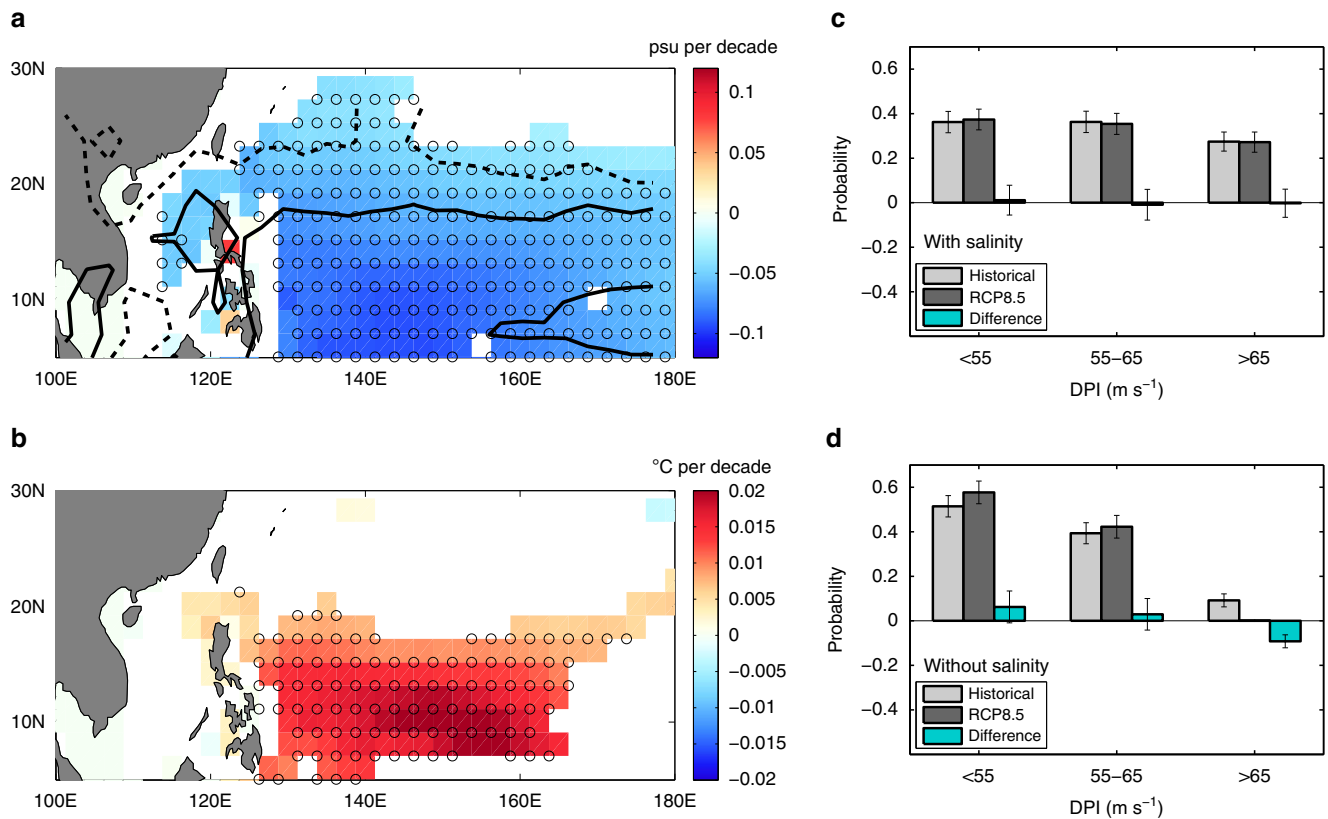 a
psu per decade
30N
20N
10N
100E
120E
140E
160E
180E
0.1
0.05
0
−0.05
−0.1
b
°C per decade
30N
20N
10N
100E
120E
140E
160E
180E
0.02
0.015
0.01
0.005
0
−0.005
−0.01
−0.015
−0.02
c
Probability
0.6
0.4
0.2
0
−0.2
−0.4
With salinity
Historical
RCP8.5
Difference
<55
55–65
>65
DPI (m s⁻¹)
d
Probability
0.6
0.4
0.2
0
−0.2
−0.4
Without salinity
Historical
RCP8.5
Difference
<55
55–65
>65
DPI (m s⁻¹)